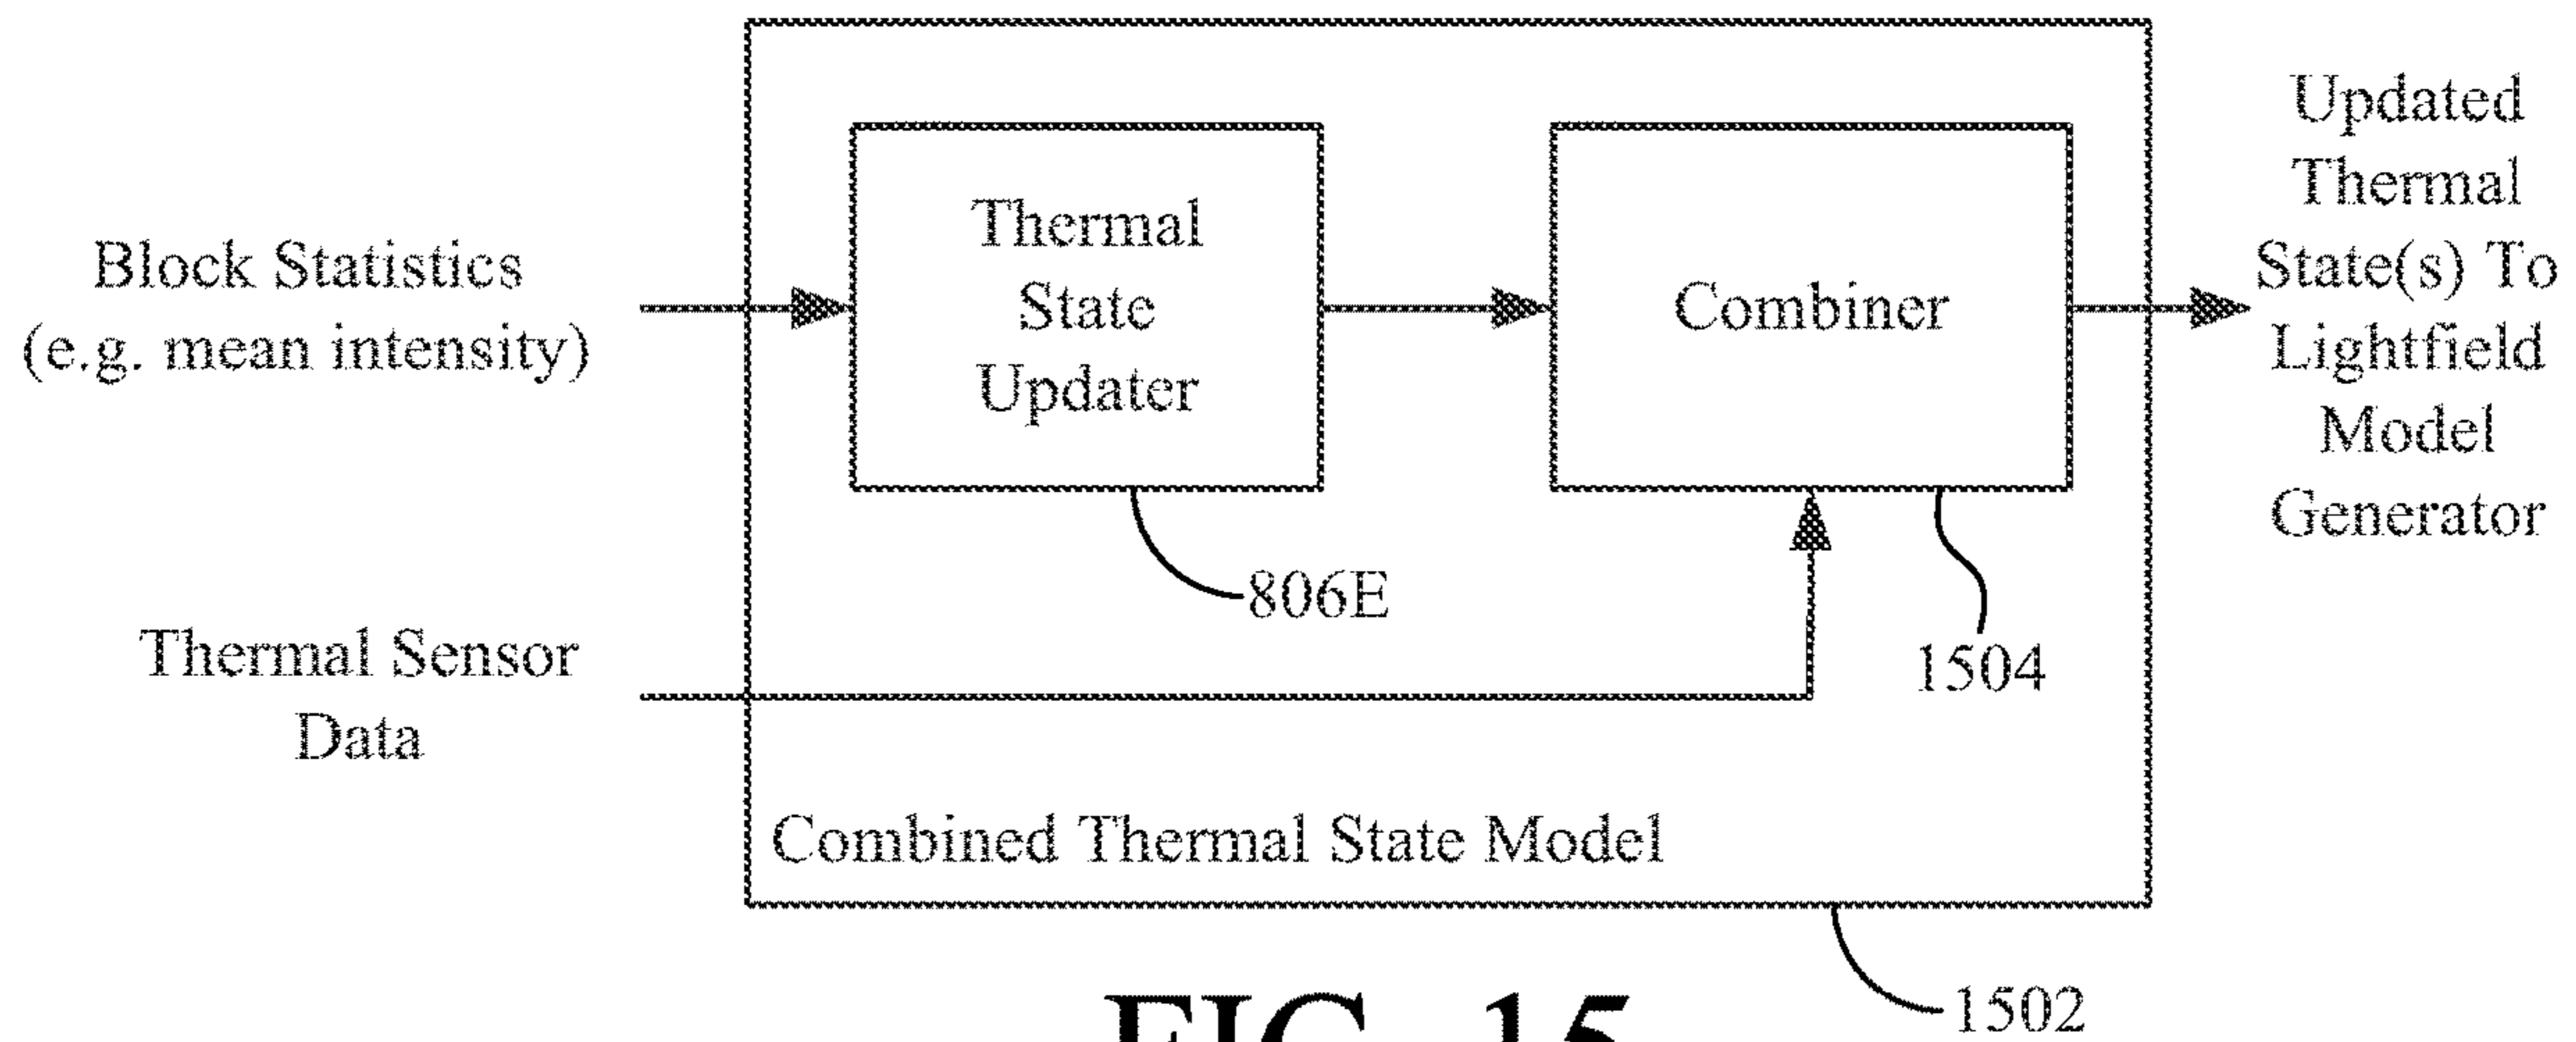 Block Statistics
(e.g. mean intensity)
Thermal Sensor
Data
Thermal
State
Updater
806E
Combiner
1504
Combined Thermal State Model
1502
Updated
Thermal
State(s) To
Lightfield
Model
Generator
FIG. 15